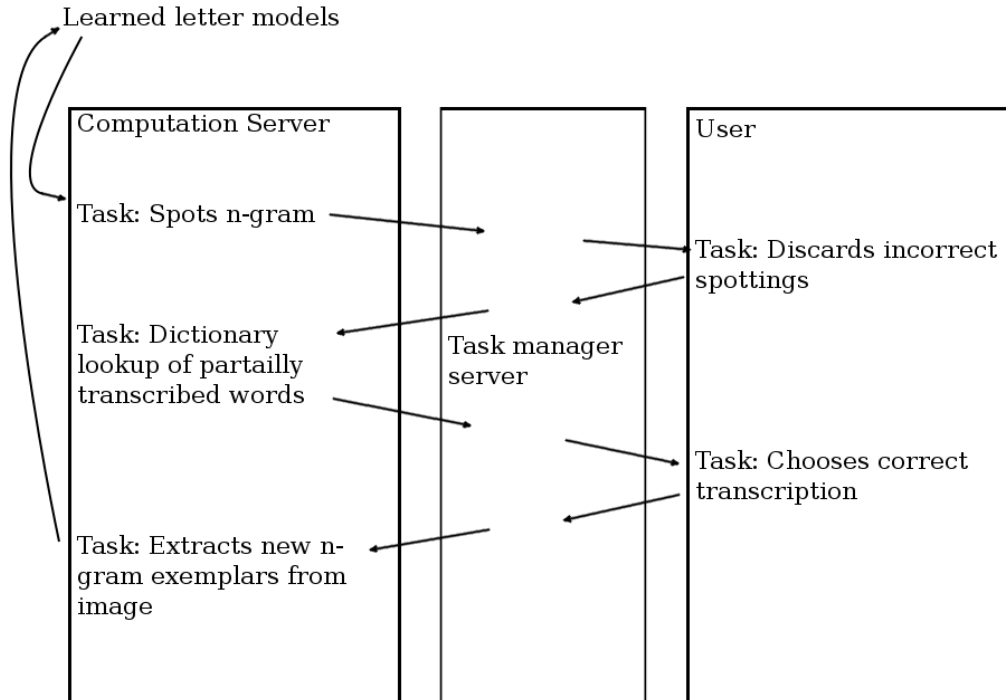 Learned letter models
Computation Server
Task: Spots n-gram
Task: Dictionary
lookup of partailly
transcribed words
Task: Extracts new n-
gram exemplars from
image
Task manager
server
User
Task: Discards incorrect
spottings
Task: Chooses correct
transcription